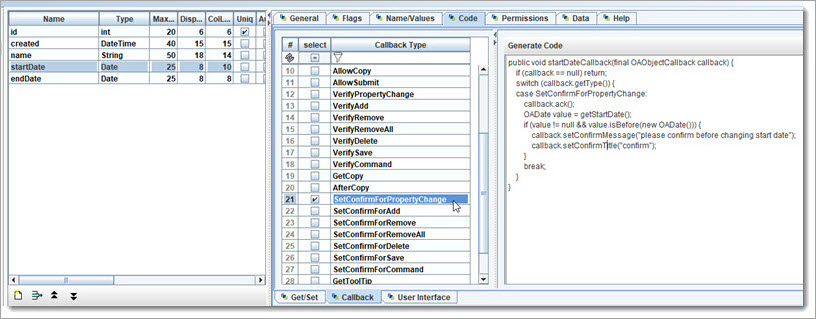 General Flags Name/Values Code Permissions Data Help
Name Type Max... Disp... ColL... Uniq
id int 20 6 6
created DateTime 40 15 15
name String 50 18 14
startDate Date 25 8 10
endDate Date 25 8 8
# select Callback Type
10 AllowCopy
11 AllowSubmit
12 VerifyPropertyChange
13 VerifyAdd
14 VerifyRemove
15 VerifyRemoveAll
16 VerifyDelete
17 VerifySave
18 VerifyCommand
19 GetCopy
20 AfterCopy
21 SetConfirmForPropertyChange
22 SetConfirmForAdd
23 SetConfirmForRemove
24 SetConfirmForRemoveAll
25 SetConfirmForDelete
26 SetConfirmForSave
27 SetConfirmForCommand
28 GetToolTip
Get/Set Callback User Interface
Generate Code
public void startDateCallback(final OAObjectCallback callback) {
if (callback == null) return;
switch (callback.getType()) {
case SetConfirmForPropertyChange:
callback.ack();
OADate value = getStartDate();
if (value != null && value.isBefore(new OADate())) {
callback.setConfirmMessage("please confirm before changing start date");
callback.setConfirmTitle("confirm");
}
break;
}
}